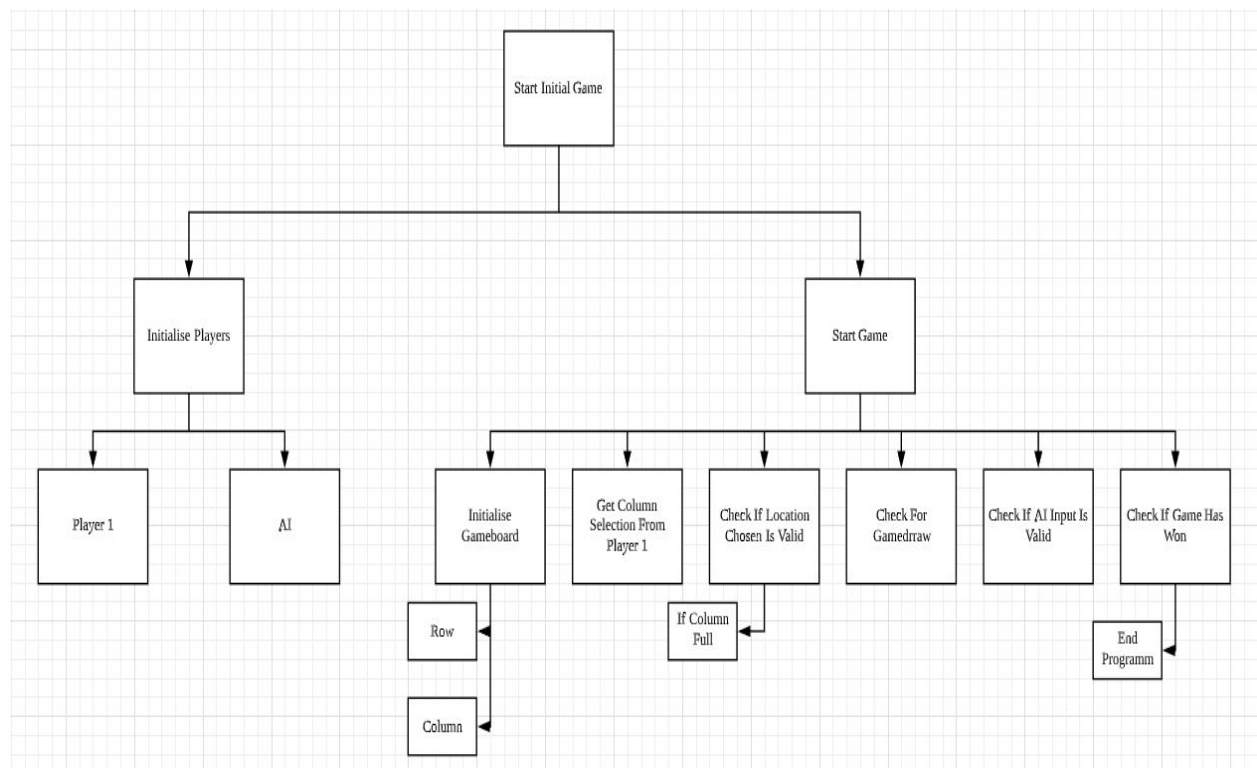 Start Initial Game
Initialise Players
Start Game
Player 1
AI
Initialise
Gameboard
Get Column
Selection From
Player 1
Check If Location
Chosen Is Valid
Check For
Gamedrraw
Check If AI Input Is
Valid
Check If Game Has
Won
Row
If Column
Full
End
Programm
Column